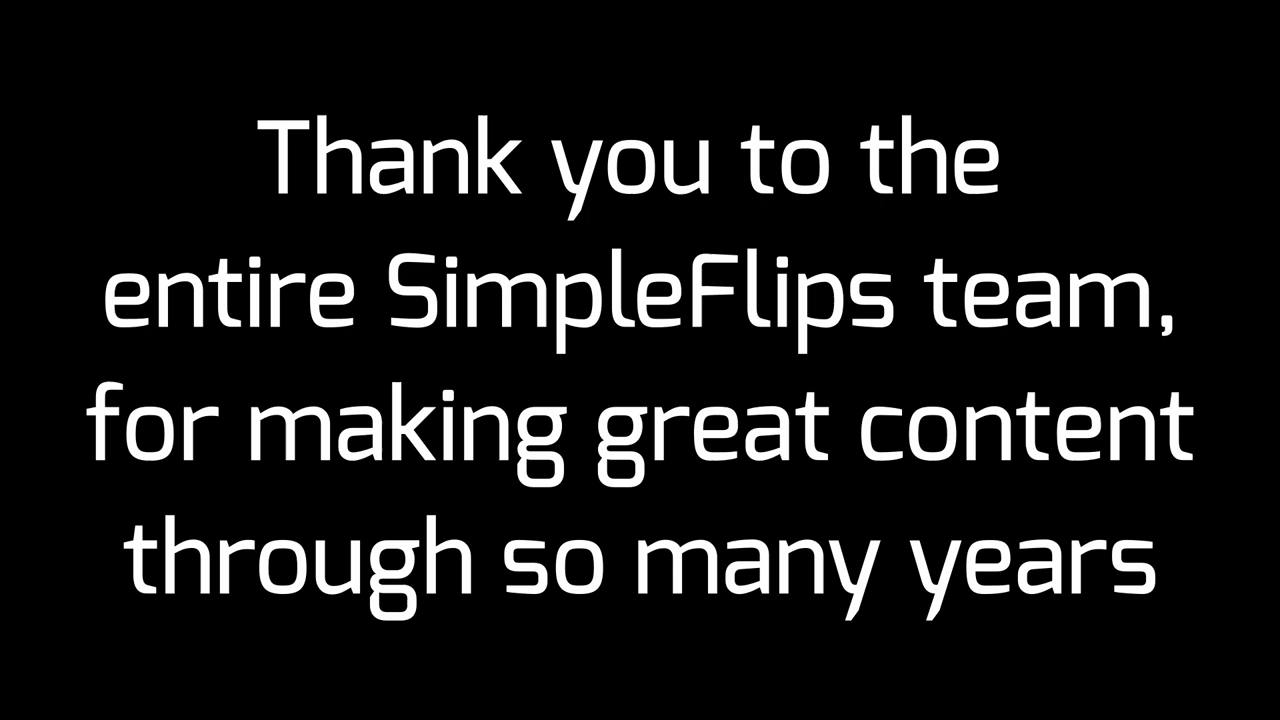 Thank you to the
entire SimpleFlips team,
for making great content
through so many years